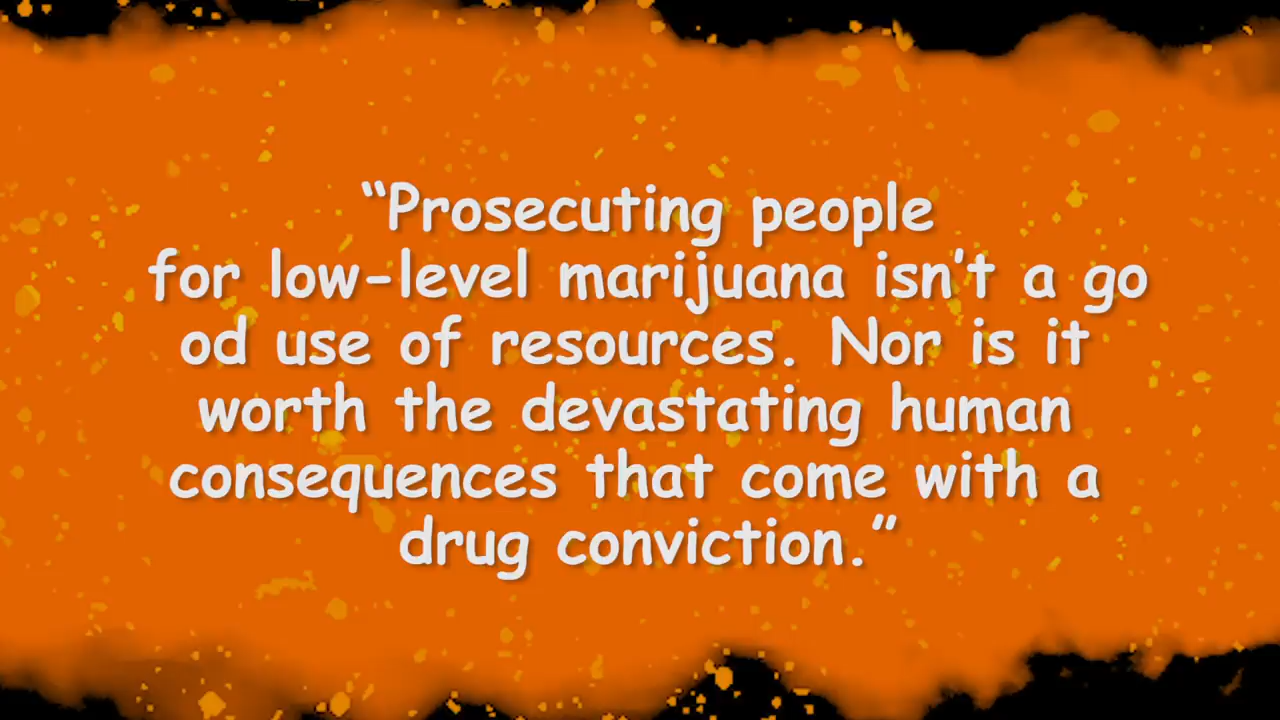 “Prosecuting people
for low-level marijuana isn’t a go
od use of resources. Nor is it
worth the devastating human
consequences that come with a
drug conviction.”